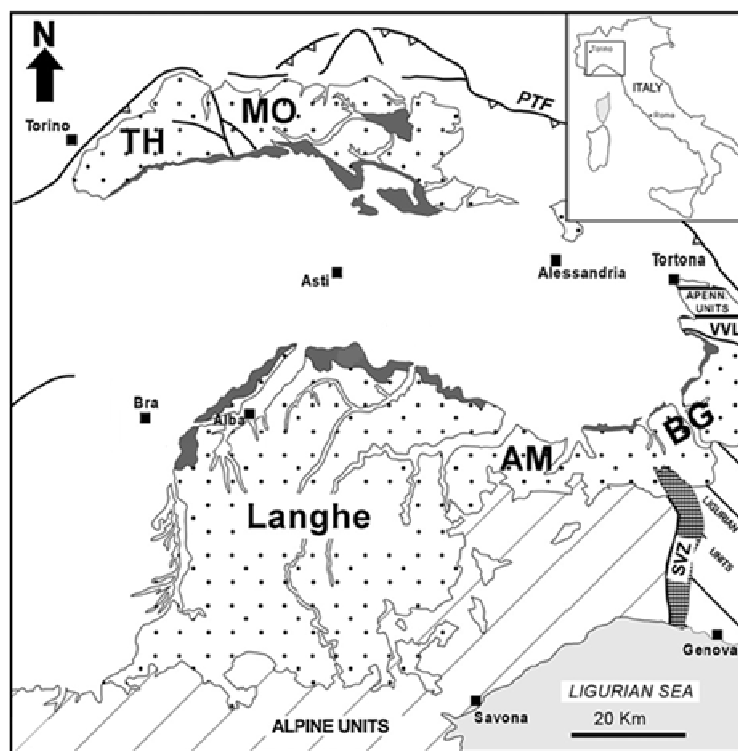 N
Torino
TH
MO
PTF
Torino
ITALY
Roma
Asti
Alessandria
Tortona
APENN.
UNITS
VVL
Bra
Alba
AM
BG
Langhe
LIGURIAN
UNITS
SVZ
Genova
LIGURIAN SEA
20 Km
Savona
ALPINE UNITS